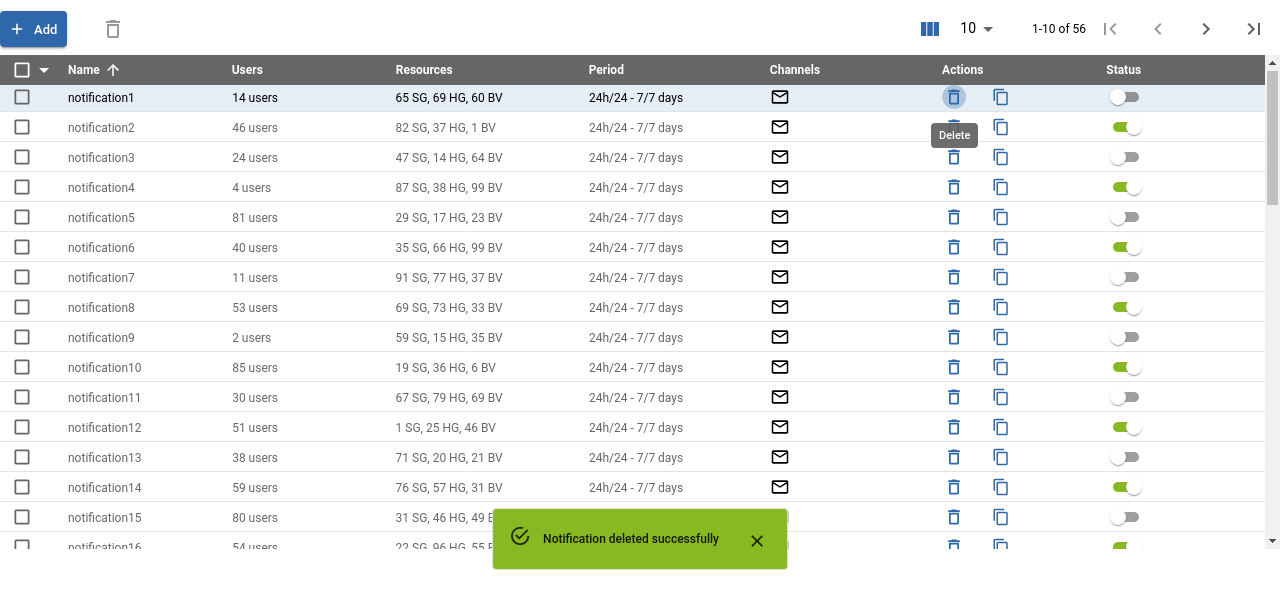 Add 10 1-10 of 56
Name Users Resources Period Channels Actions Status
notification1 14 users 65 SG, 69 HG, 60 BV 24h/24 - 7/7 days
notification2 46 users 82 SG, 37 HG, 1 BV 24h/24 - 7/7 days
Delete
notification3 24 users 47 SG, 14 HG, 64 BV 24h/24 - 7/7 days
notification4 4 users 87 SG, 38 HG, 99 BV 24h/24 - 7/7 days
notification5 81 users 29 SG, 17 HG, 23 BV 24h/24 - 7/7 days
notification6 40 users 35 SG, 66 HG, 99 BV 24h/24 - 7/7 days
notification7 11 users 91 SG, 77 HG, 37 BV 24h/24 - 7/7 days
notification8 53 users 69 SG, 73 HG, 33 BV 24h/24 - 7/7 days
notification9 2 users 59 SG, 15 HG, 35 BV 24h/24 - 7/7 days
notification10 85 users 19 SG, 36 HG, 6 BV 24h/24 - 7/7 days
notification11 30 users 67 SG, 79 HG, 69 BV 24h/24 - 7/7 days
notification12 51 users 1 SG, 25 HG, 46 BV 24h/24 - 7/7 days
notification13 38 users 71 SG, 20 HG, 21 BV 24h/24 - 7/7 days
notification14 59 users 76 SG, 57 HG, 31 BV 24h/24 - 7/7 days
notification15 80 users 31 SG, 46 HG, 49
notification16 54 users 22 SG, 96 HG, 55
Notification deleted successfully